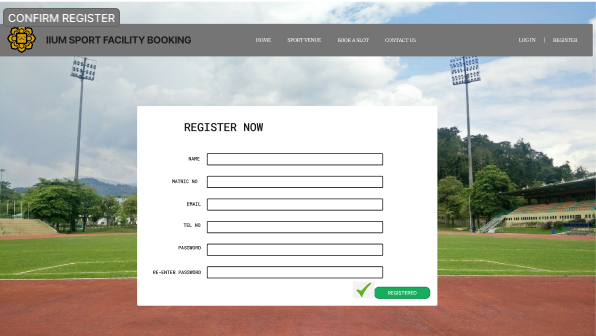 CONFIRM REGISTER
IIUM SPORT FACILITY BOOKING
HOME SPORT VENUE BOOK A SLOT CONTACT US
LOG IN | REGISTER
REGISTER NOW
NAME
MATRIC NO
EMAIL
TEL NO
PASSWORD
RE-ENTER PASSWORD
REGISTERED